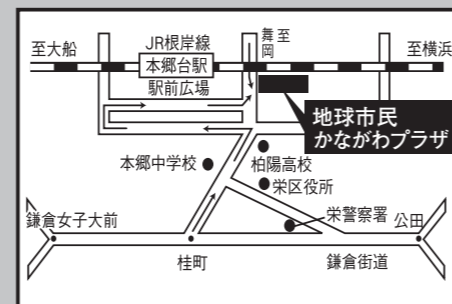 至大船
JR根岸線
本郷台駅
駅前広場
舞岡
至
至横浜
地球市民
かながわプラザ
本郷中学校
柏陽高校
栄区役所
栄警察署
鎌倉女子大前
公田
桂町
鎌倉街道